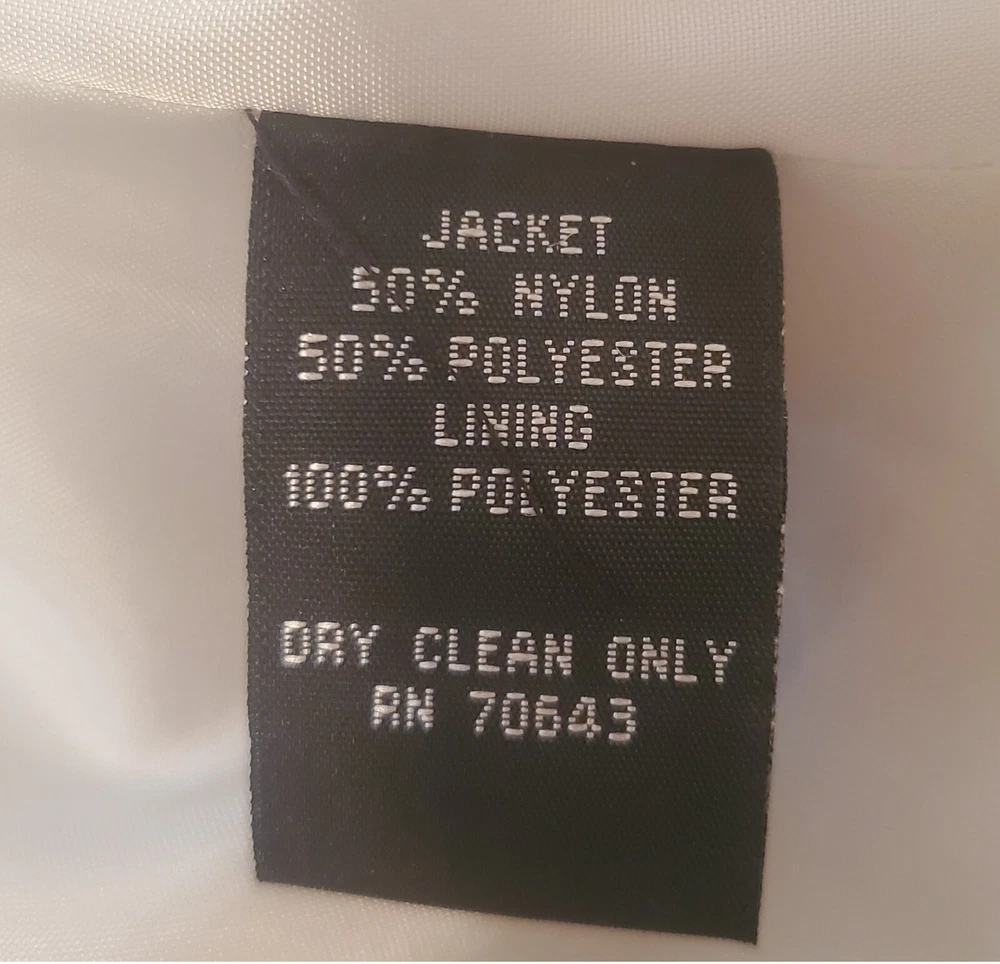 JACKET
50% NYLON
50% POLYESTER
LINING
100% POLYESTER
DRY CLEAN ONLY
RN 70643